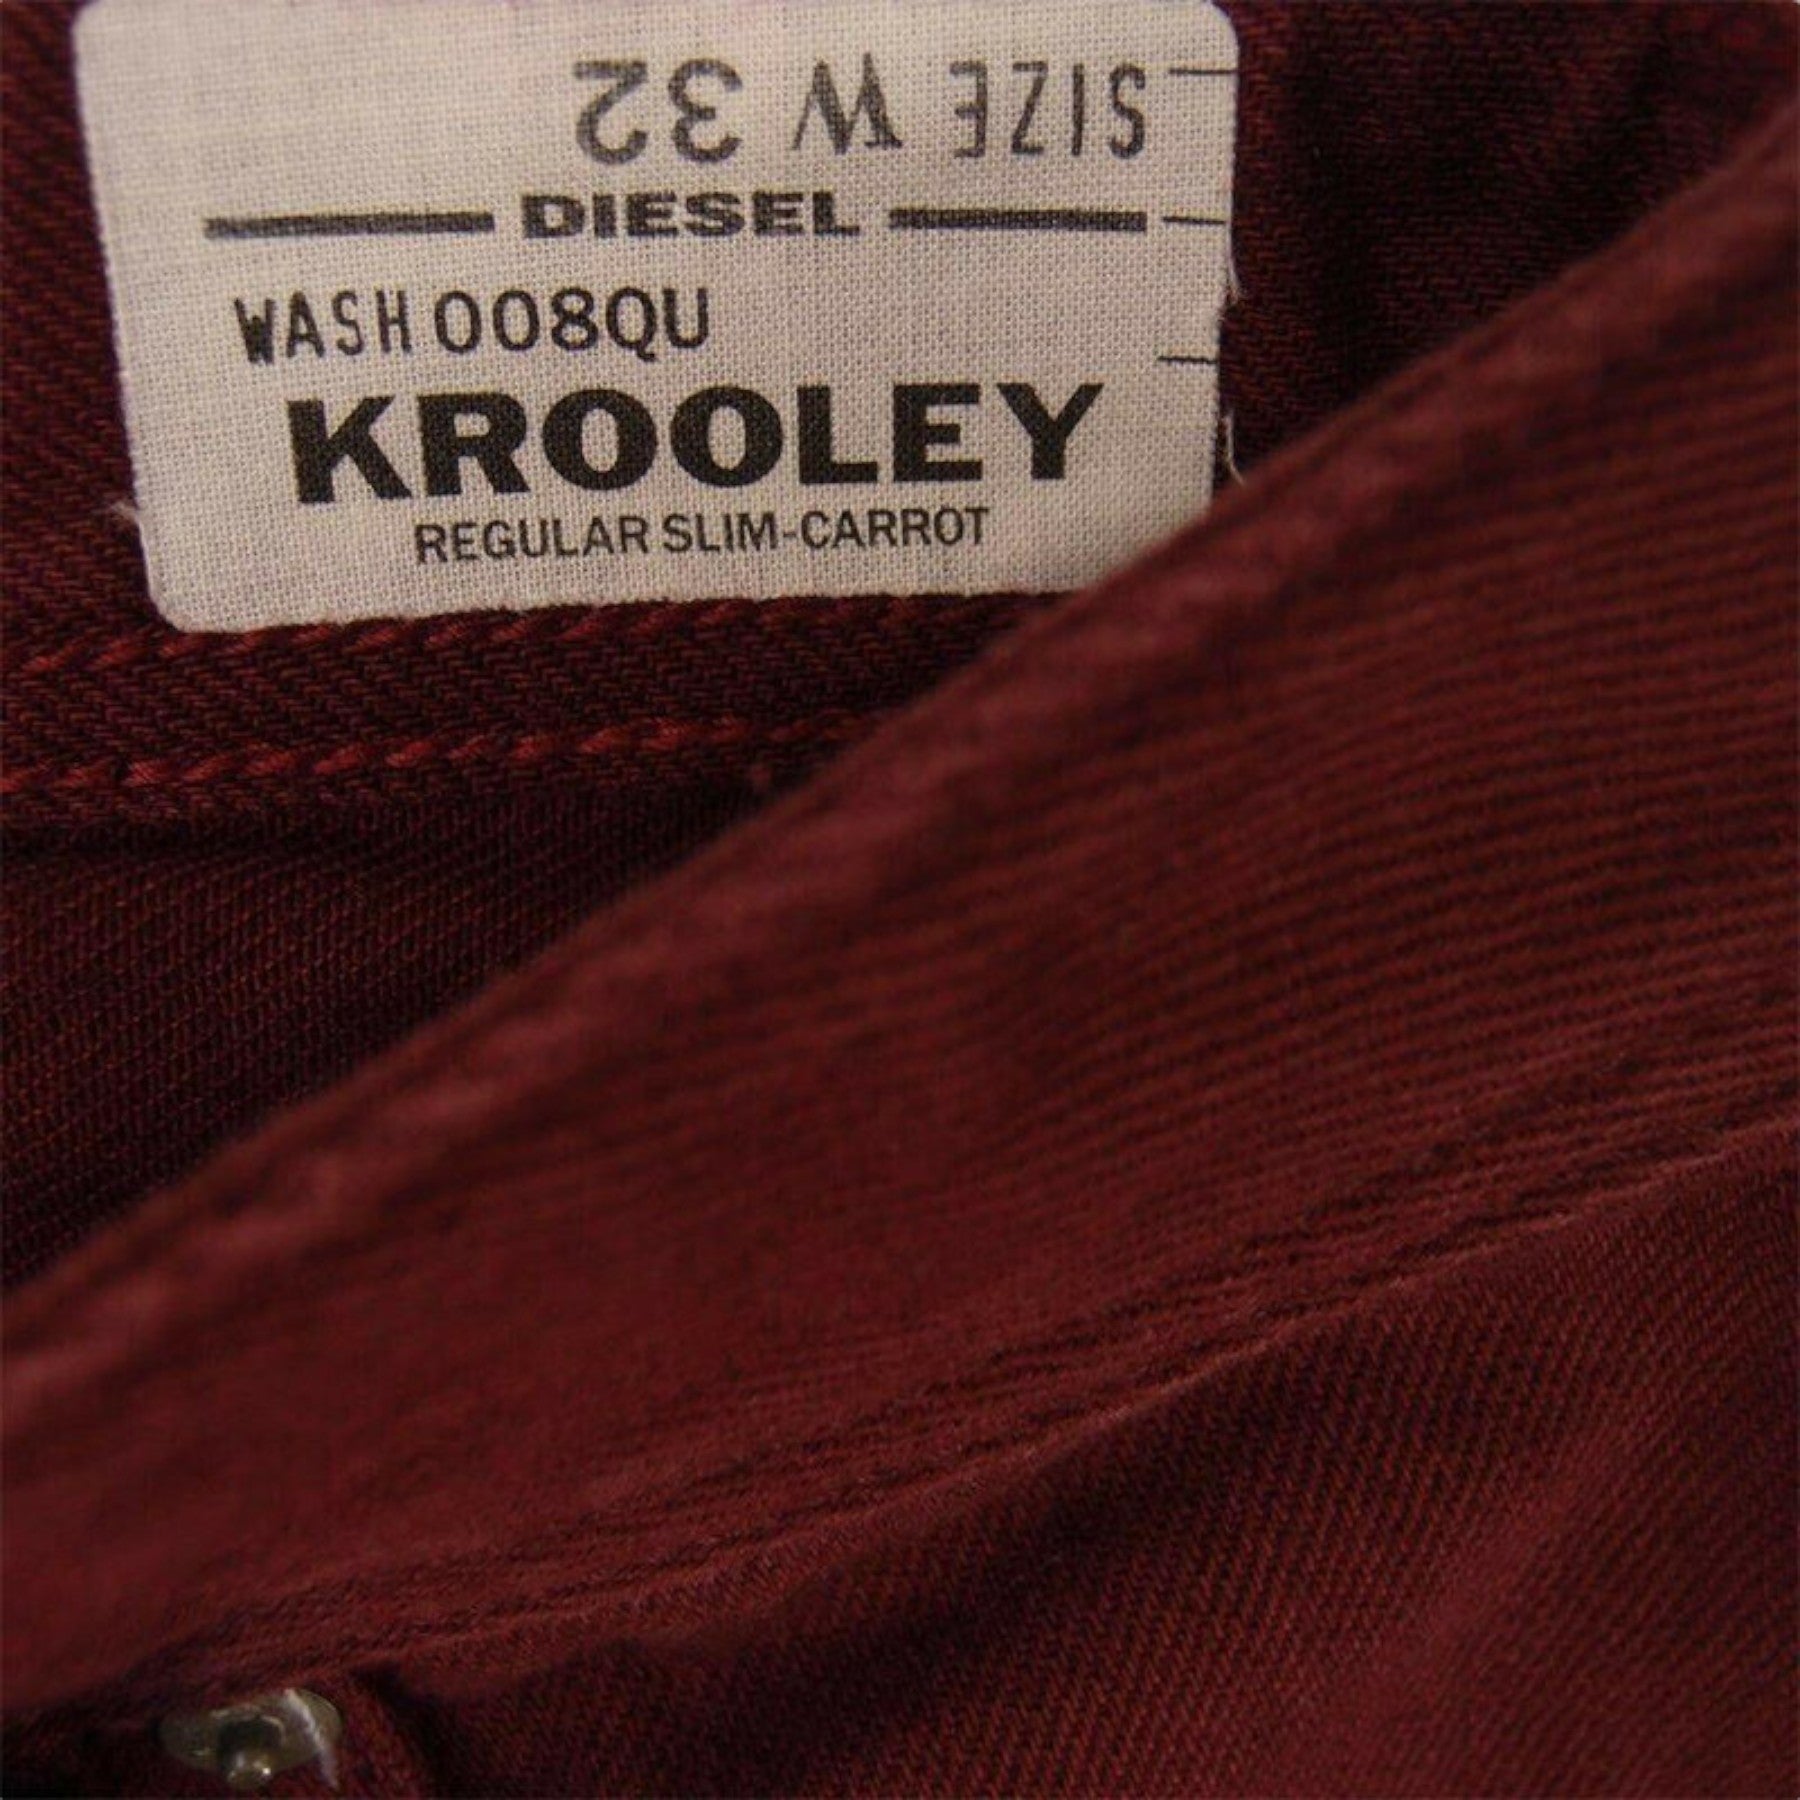 SIZE W 32
DIESEL
WASH 008QU
KROOLEY
REGULAR SLIM-CARROT